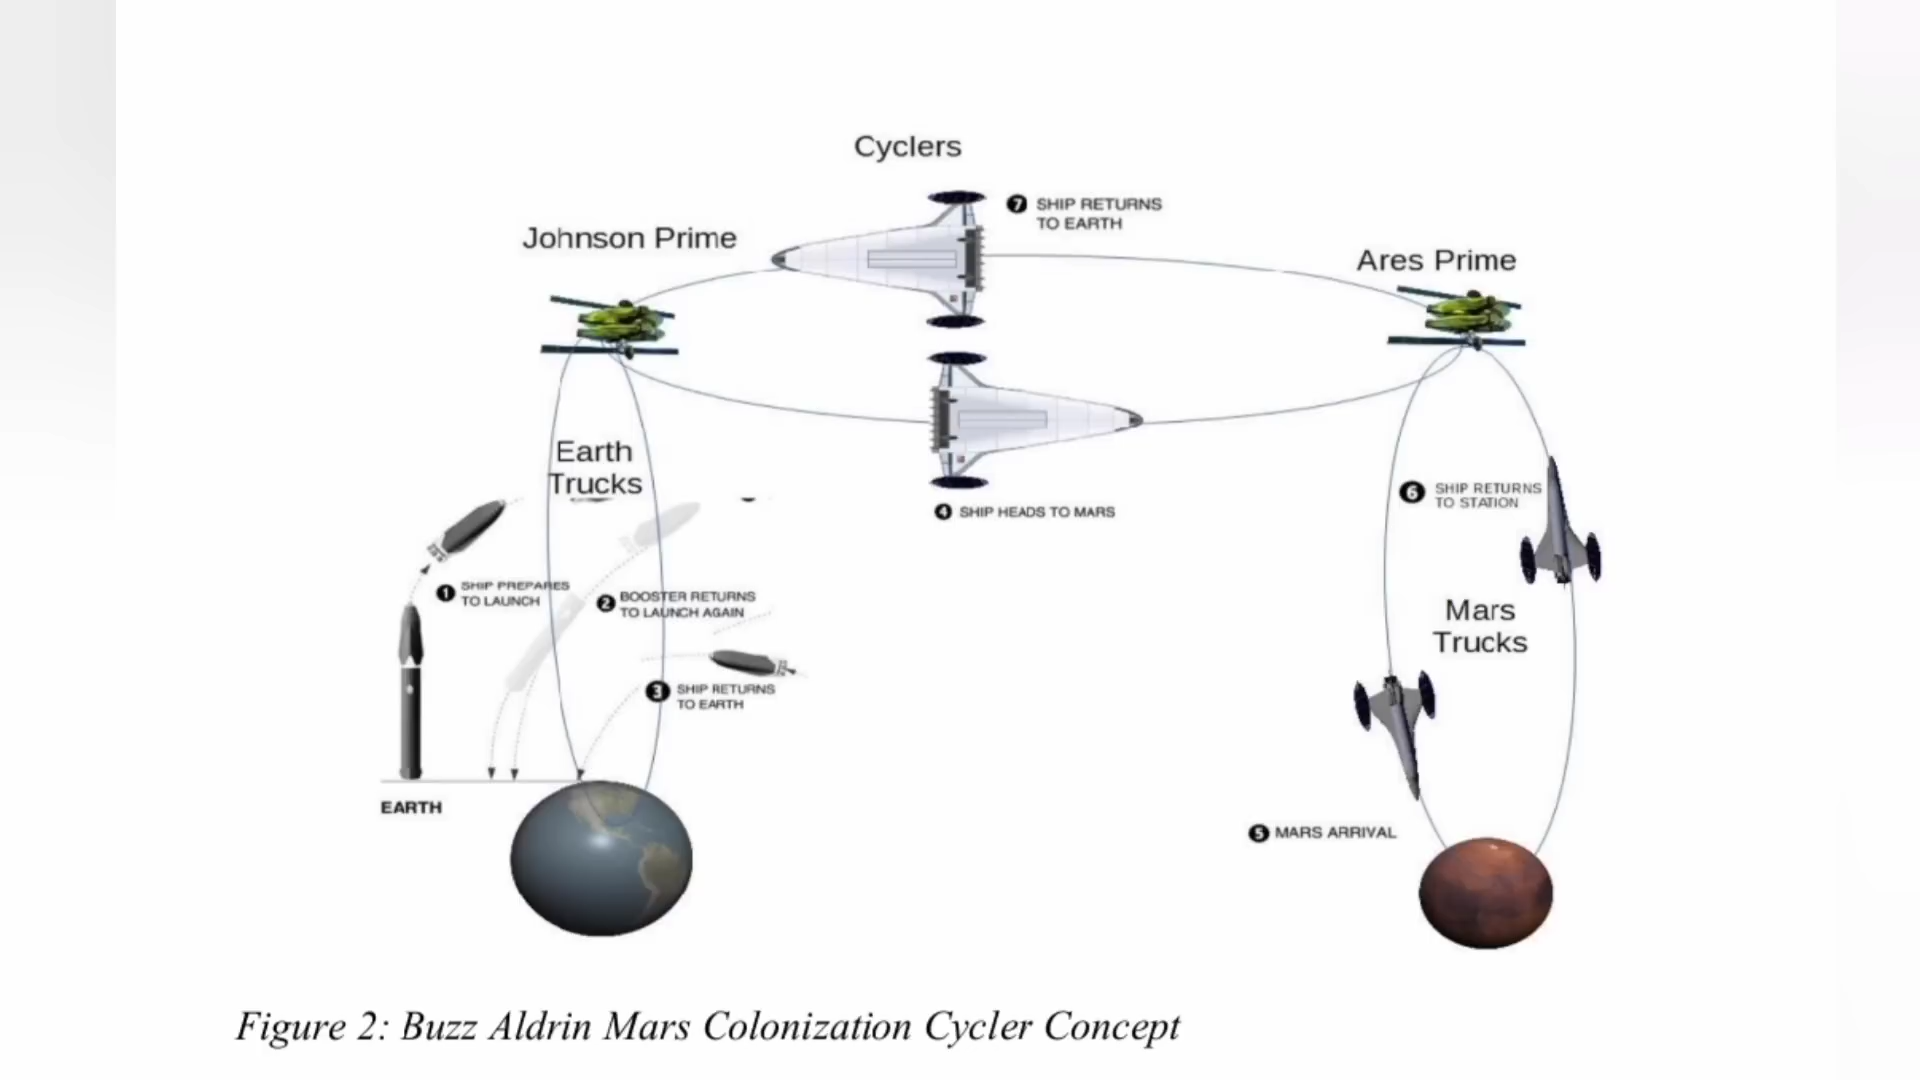 Cyclers
7 SHIP RETURNS
TO EARTH
Johnson Prime
Ares Prime
Earth
Trucks
4 SHIP HEADS TO MARS
6 SHIP RETURNS
TO STATION
1 SHIP PREPARES
TO LAUNCH
2 BOOSTER RETURNS
TO LAUNCH AGAIN
Mars
Trucks
3 SHIP RETURNS
TO EARTH
EARTH
5 MARS ARRIVAL
Figure 2: Buzz Aldrin Mars Colonization Cycler Concept